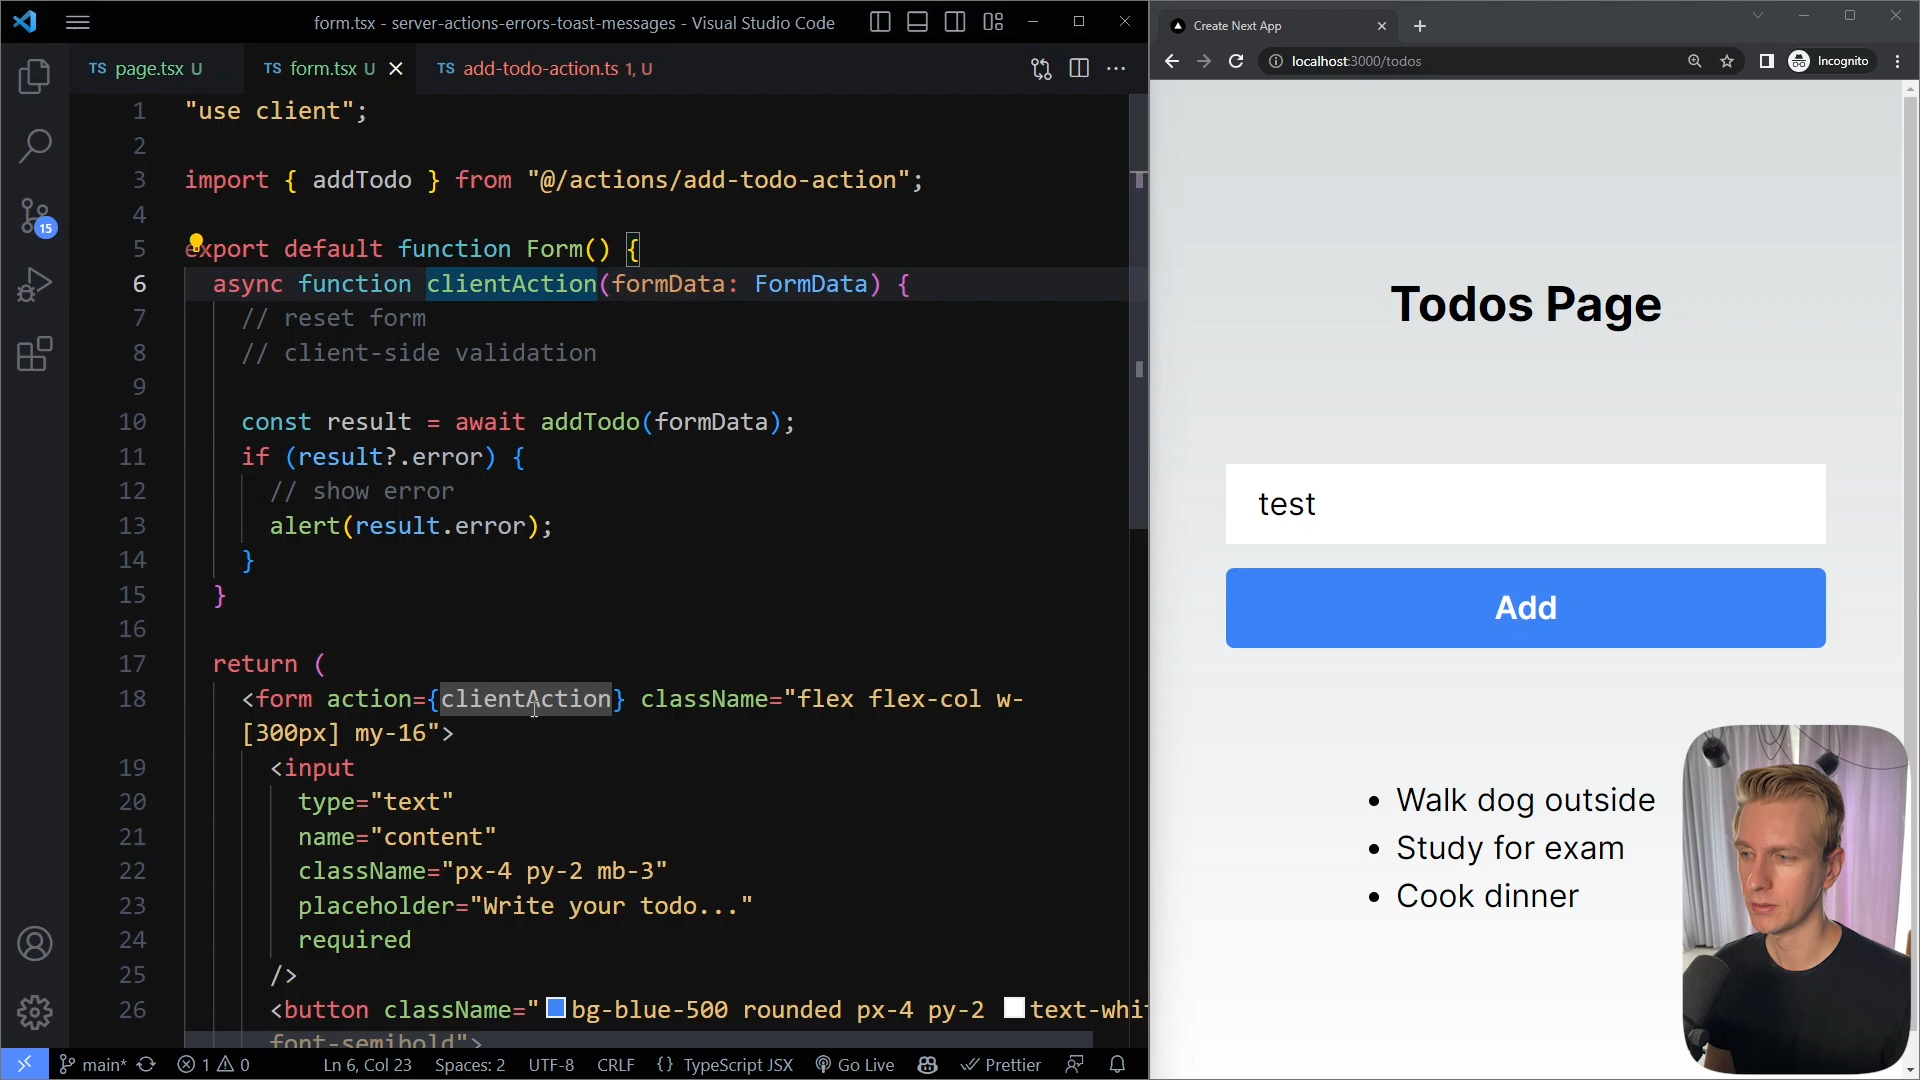 form.tsx - server-actions-errors-toast-messages - Visual Studio Code
TS page.tsx U
TS form.tsx U
TS add-todo-action.ts 1, U
1 "use client";
2
3 import { addTodo } from "@/actions/add-todo-action";
4
5 export default function Form() {
6 async function clientAction(formData: FormData) {
7 // reset form
8 // client-side validation
9
10 const result = await addTodo(formData);
11 if (result?.error) {
12 // show error
13 alert(result.error);
14 }
15 }
16
17 return (
18 <form action={clientAction} className="flex flex-col w-
[300px] my-16">
19 <input
20 type="text"
21 name="content"
22 className="px-4 py-2 mb-3"
23 placeholder="Write your todo..."
24 required
25 />
26 <button className="bg-blue-500 rounded px-4 py-2 text-whit
font-semibold">
15
main* 1 0 Ln 6, Col 23 Spaces: 2 UTF-8 CRLF {} TypeScript JSX Go Live Prettier
Create Next App
localhost:3000/todos
Incognito
Todos Page
test
Add
• Walk dog outside
• Study for exam
• Cook dinner